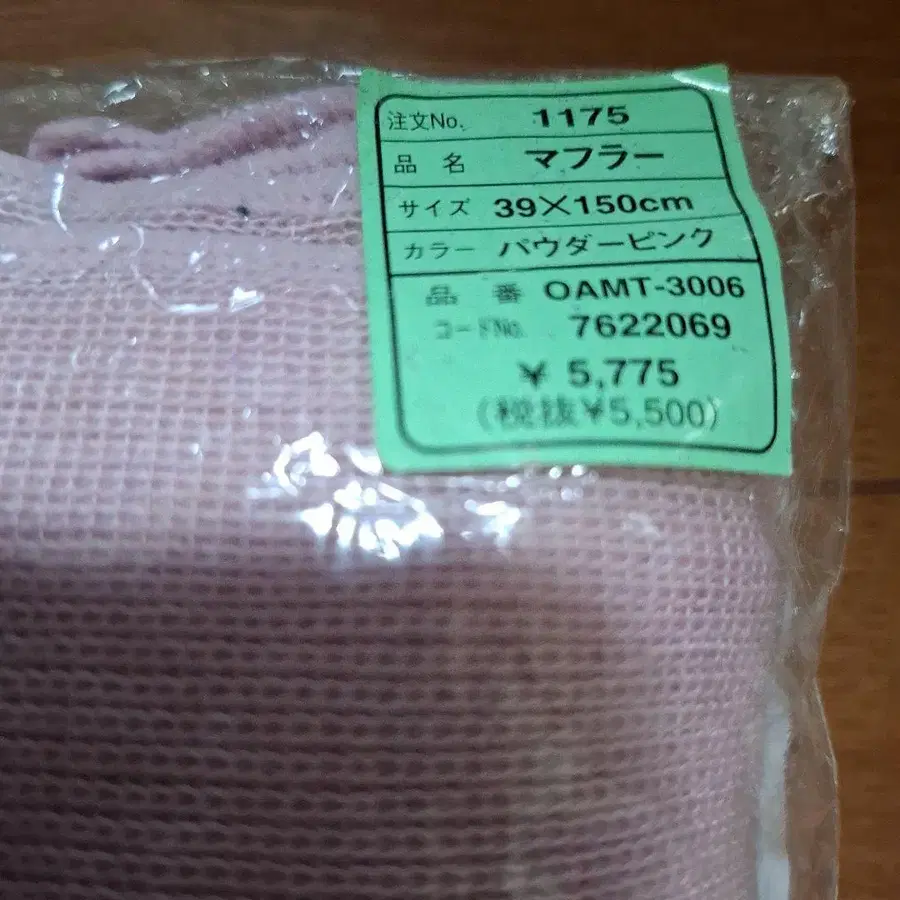 注文No. 1175
品 名 マフラー
サイズ 39×150cm
カラー パウダーピンク
品 番 OAMT-3006
コードNo. 7622069
¥ 5,775
(税抜¥5,500)